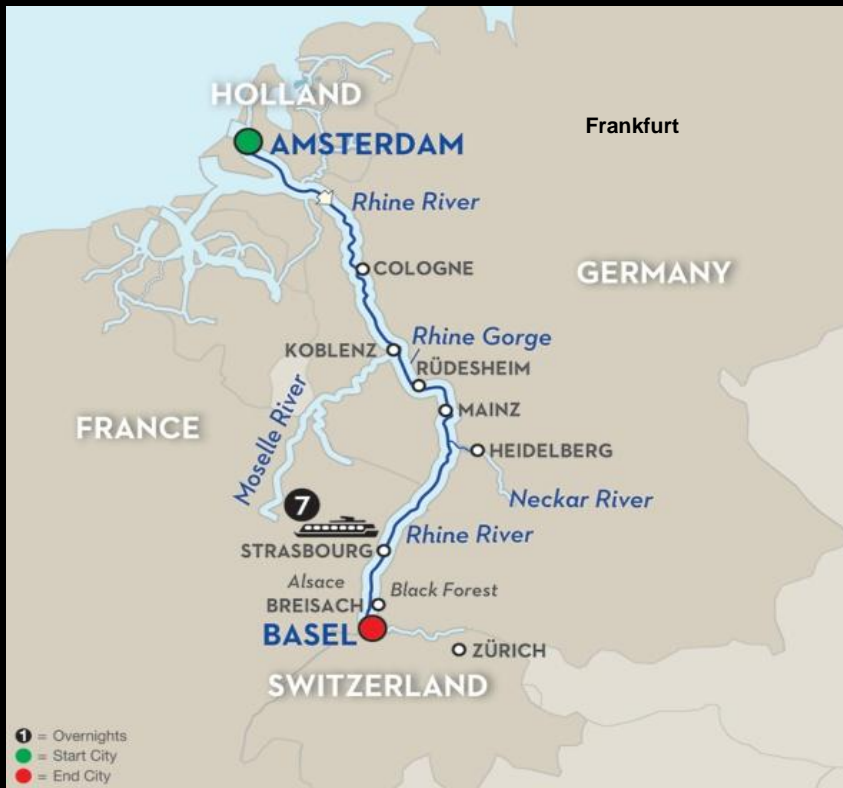 HOLLAND
Frankfurt
AMSTERDAM
Rhine River
COLOGNE
GERMANY
Rhine Gorge
KOBLENZ
RÜDESHEIM
MAINZ
FRANCE
Moselle River
HEIDELBERG
Neckar River
7
Rhine River
STRASBOURG
Alsace
Black Forest
BREISACH
BASEL
ZÜRICH
SWITZERLAND
1 = Overnights
= Start City
= End City